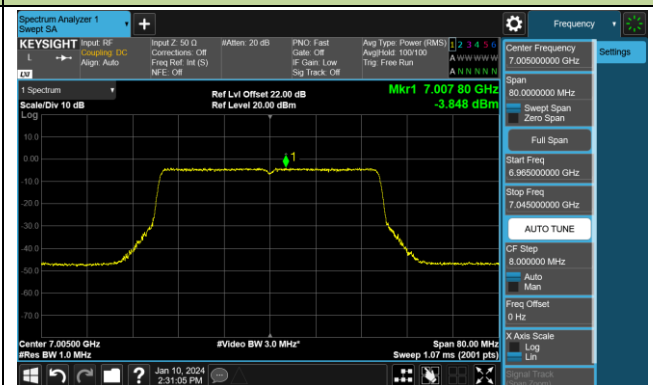 Spectrum Analyzer 1
Swept SA
+
Frequency
KEYSIGHT
Input: RF
Coupling: DC
Align: Auto
Input Z: 50 Ω
Corrections: Off
Freq Ref: Int (S)
NFE: Off
#Atten: 20 dB
PNO: Fast
Gate: Off
IF Gain: Low
Sig Track: Off
Avg Type: Power (RMS)
Avg|Hold: 100/100
Trig: Free Run
1 2 3 4 5 6
A W W W W W
A N N N N N
L
LXI
Center Frequency
7.005000000 GHz
Settings
Span
80.0000000 MHz
Swept Span
Zero Span
Full Span
Start Freq
6.965000000 GHz
Stop Freq
7.045000000 GHz
AUTO TUNE
CF Step
8.000000 MHz
Auto
Man
Freq Offset
0 Hz
X Axis Scale
Log
Lin
Signal Track
1 Spectrum
Scale/Div 10 dB
Log
Ref Lvl Offset 22.00 dB
Ref Level 20.00 dBm
Mkr1 7.007 80 GHz
-3.848 dBm
1
10.0
0.00
-10.0
-20.0
-30.0
-40.0
-50.0
-60.0
-70.0
Center 7.00500 GHz
#Res BW 1.0 MHz
#Video BW 3.0 MHz*
Span 80.00 MHz
Sweep 1.07 ms (2001 pts)
?
Jan 10, 2024
2:31:05 PM